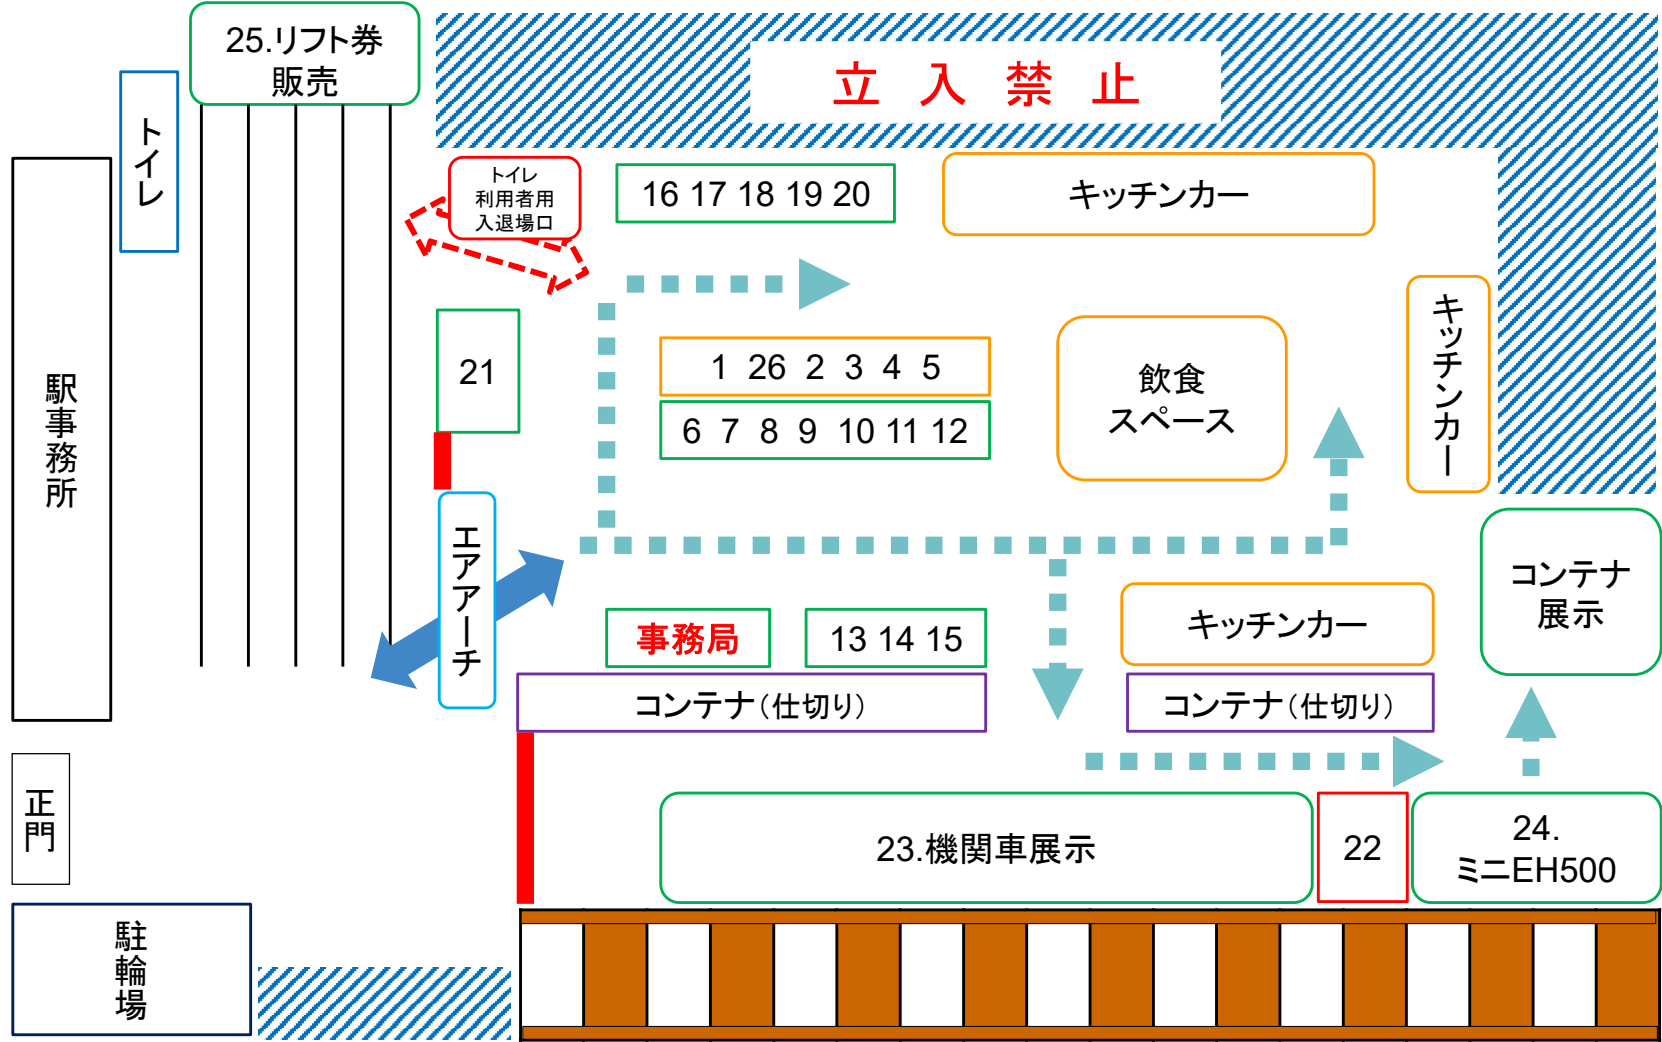 25.リフト券
販売
立入禁止
トイレ
トイレ
利用者用
入退場口
16 17 18 19 20
キッチンカー
キッチンカー
21
1 26 2 3 4 5
6 7 8 9 10 11 12
飲食
スペース
駅事務所
エアアーチ
コンテナ
展示
事務局
13 14 15
キッチンカー
コンテナ（仕切り）
コンテナ（仕切り）
正門
23.機関車展示
22
24.
ミニEH500
駐輪場